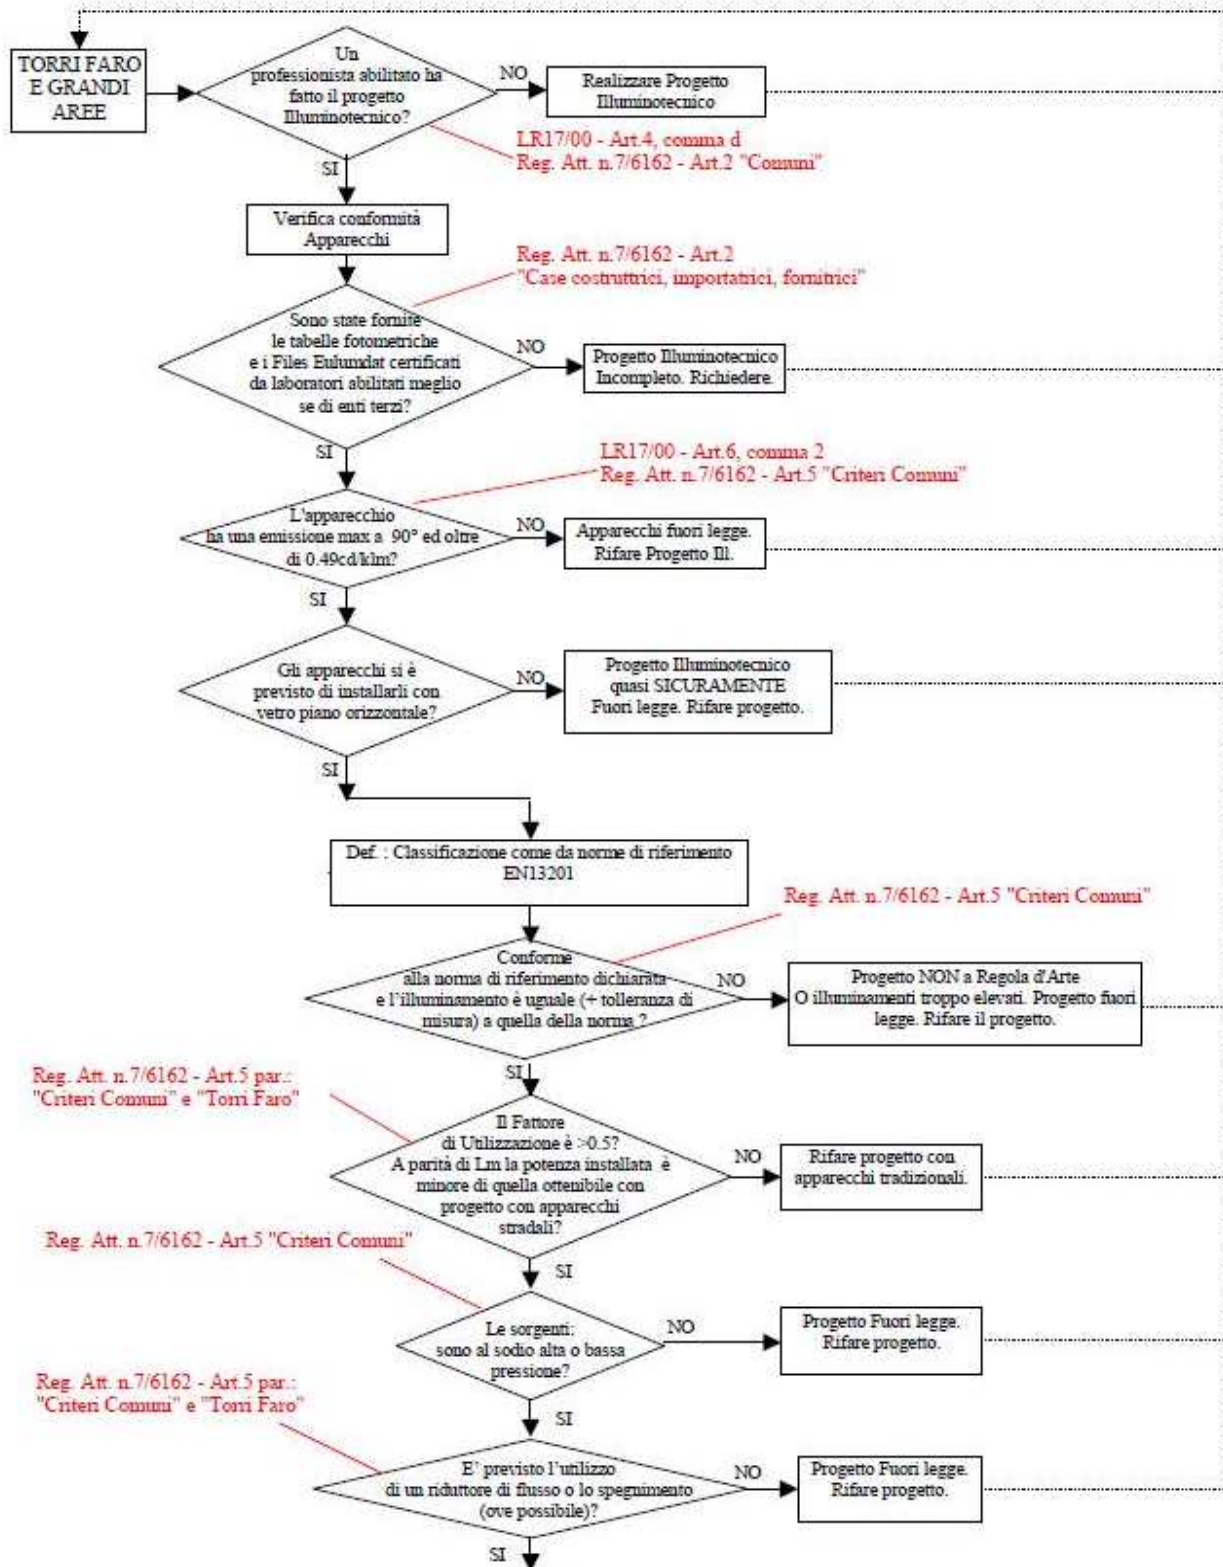 TORRI FARO
E GRANDI
AREE
Un
professionista abilitato ha
fatto il progetto
Illuminotecnico?
NO
Realizzare Progetto
Illuminotecnico
LR17/00 - Art.4, comma d
Reg. Att. n.7/6162 - Art.2 "Comuni"
SI
Verifica conformità
Apparecchi
Reg. Att. n.7/6162 - Art.2
"Case costruttrici, importatrici, fornitrici"
Sono state fornite
le tabelle fotometriche
e i Files Eulumdat certificati
da laboratori abilitati meglio
se di enti terzi?
NO
Progetto Illuminotecnico
Incompleto. Richiedere.
SI
LR17/00 - Art.6, comma 2
Reg. Att. n.7/6162 - Art.5 "Criteri Comuni"
L'apparecchio
ha una emissione max a 90° ed oltre
di 0.49cd/klm?
NO
Apparecchi fuori legge.
Rifare Progetto Ill.
SI
Gli apparecchi si è
previsto di installarli con
vetro piano orizzontale?
NO
Progetto Illuminotecnico
quasi SICURAMENTE
Fuori legge. Rifare progetto.
SI
Def. : Classificazione come da norme di riferimento
EN13201
Reg. Att. n.7/6162 - Art.5 "Criteri Comuni"
Conforme
alla norma di riferimento dichiarata
e l'illuminamento è uguale (+ tolleranza di
misura) a quella della norma ?
NO
Progetto NON a Regola d'Arte
O illuminamenti troppo elevati. Progetto fuori
legge. Rifare il progetto.
SI
Reg. Att. n.7/6162 - Art.5 par.:
"Criteri Comuni" e "Torri Faro"
Il Fattore
di Utilizzazione è >0.5?
A parità di Lm la potenza installata è
minore di quella ottenibile con
progetto con apparecchi
stradali?
NO
Rifare progetto con
apparecchi tradizionali.
SI
Reg. Att. n.7/6162 - Art.5 "Criteri Comuni"
Le sorgenti:
sono al sodio alta o bassa
pressione?
NO
Progetto Fuori legge.
Rifare progetto.
SI
Reg. Att. n.7/6162 - Art.5 par.:
"Criteri Comuni" e "Torri Faro"
E' previsto l'utilizzo
di un riduttore di flusso o lo spegnimento
(ove possibile)?
NO
Progetto Fuori legge.
Rifare progetto.
SI